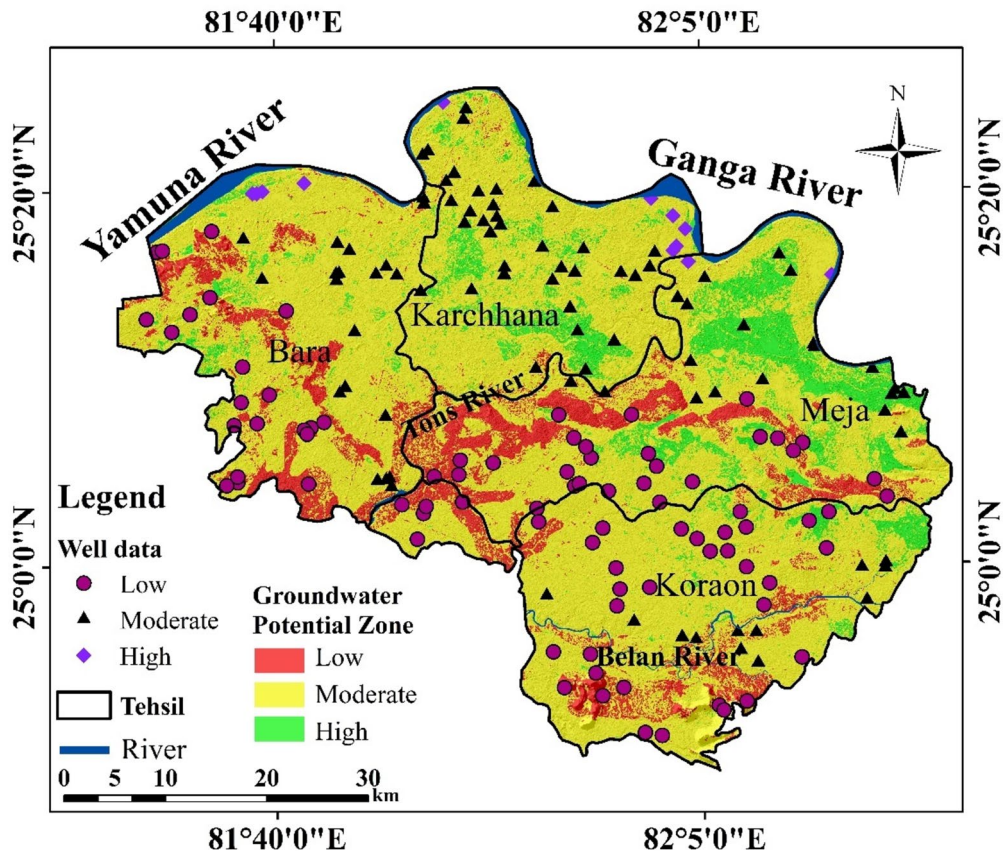 81°40'0"E
82°5'0"E
N
Yamuna River
Ganga River
25°20'0"N
25°20'0"N
Karchhana
Bara
Tons River
Meja
Legend
Well data
Low
Moderate
High
Tehsil
River
Groundwater
Potential Zone
Low
Moderate
High
25°0'0"N
25°0'0"N
Koraon
Belan River
0 5 10 20 30
km
81°40'0"E
82°5'0"E